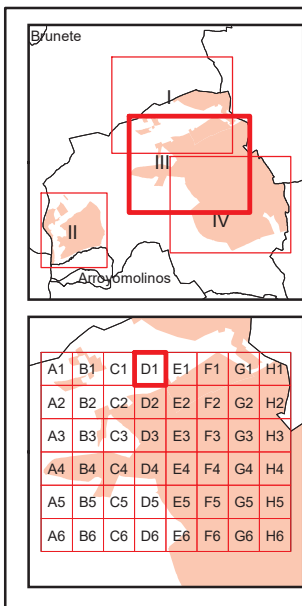 Brunete
I
III
II
IV
Arroyomolinos
A1 B1 C1 D1 E1 F1 G1 H1
A2 B2 C2 D2 E2 F2 G2 H2
A3 B3 C3 D3 E3 F3 G3 H3
A4 B4 C4 D4 E4 F4 G4 H4
A5 B5 C5 D5 E5 F5 G5 H5
A6 B6 C6 D6 E6 F6 G6 H6